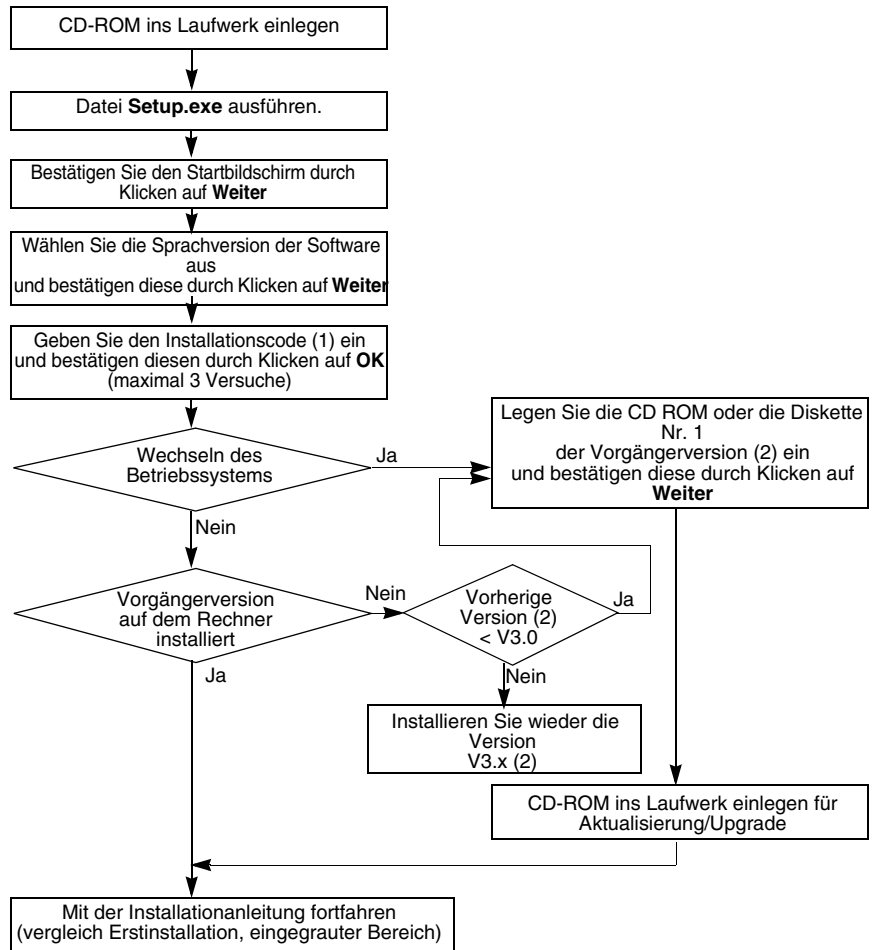 CD-ROM ins Laufwerk einlegen
Datei Setup.exe ausführen.
Bestätigen Sie den Startbildschirm durch
Klicken auf Weiter
Wählen Sie die Sprachversion der Software
aus
und bestätigen diese durch Klicken auf Weiter
Geben Sie den Installationscode (1) ein
und bestätigen diesen durch Klicken auf OK
(maximal 3 Versuche)
Wechseln des
Betriebssystems
Ja
Legen Sie die CD ROM oder die Diskette
Nr. 1
der Vorgängerversion (2) ein
und bestätigen diese durch Klicken auf
Weiter
Nein
Vorgängerversion
auf dem Rechner
installiert
Nein
Vorherige
Version (2)
< V3.0
Ja
Ja
Nein
Installieren Sie wieder die
Version
V3.x (2)
CD-ROM ins Laufwerk einlegen für
Aktualisierung/Upgrade
Mit der Installationanleitung fortfahren
(vergleich Erstinstallation, eingegrauter Bereich)